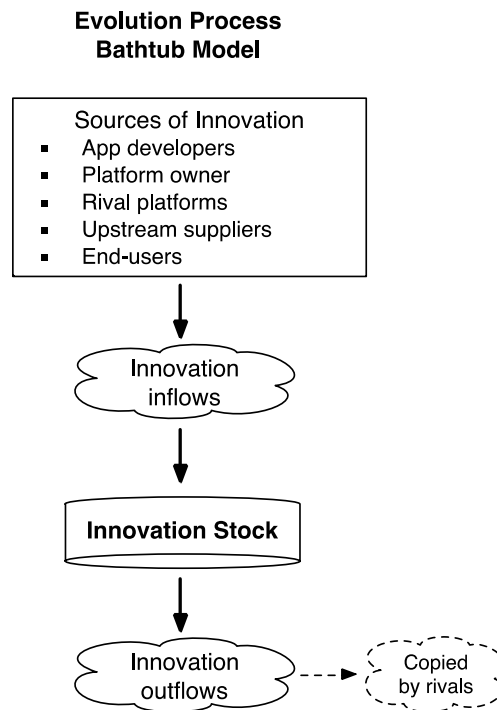 Evolution Process
Bathtub Model
Sources of Innovation
▪ App developers
▪ Platform owner
▪ Rival platforms
▪ Upstream suppliers
▪ End-users
Innovation
inflows
Innovation Stock
Innovation
outflows
Copied
by rivals